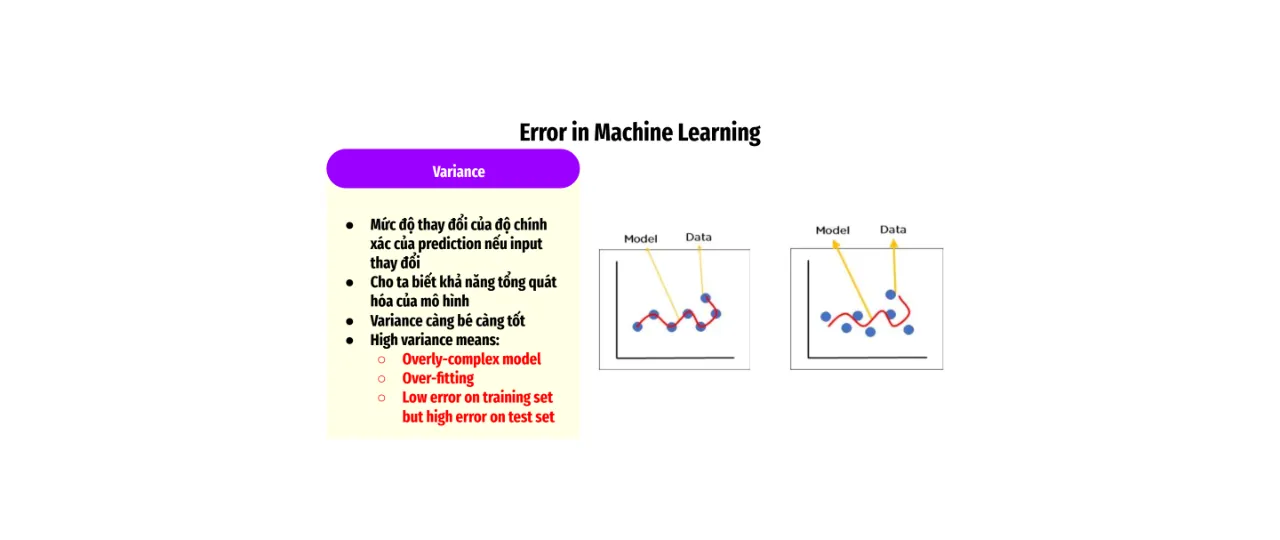 Error in Machine Learning
Variance
● Mức độ thay đổi của độ chính
xác của prediction nếu input
thay đổi
● Cho ta biết khả năng tổng quát
hóa của mô hình
● Variance càng bé càng tốt
● High variance means:
○ Overly-complex model
○ Over-fitting
○ Low error on training set
but high error on test set
Model Data
Model Data